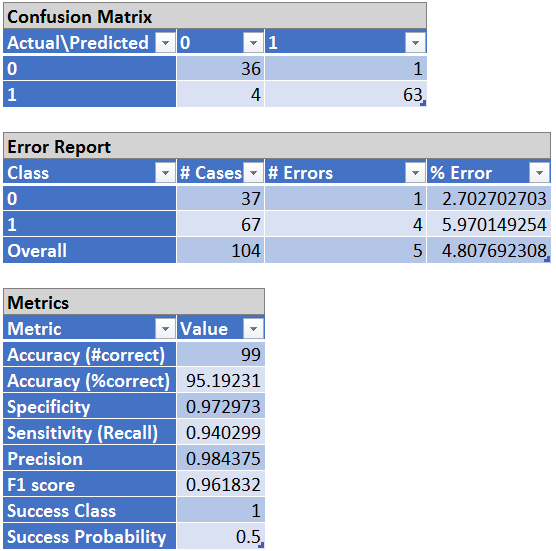 Confusion Matrix
Actual\Predicted 0 1
0 36 1
1 4 63
Error Report
Class # Cases # Errors % Error
0 37 1 2.702702703
1 67 4 5.970149254
Overall 104 5 4.807692308
Metrics
Metric Value
Accuracy (#correct) 99
Accuracy (%correct) 95.19231
Specificity 0.972973
Sensitivity (Recall) 0.940299
Precision 0.984375
F1 score 0.961832
Success Class 1
Success Probability 0.5